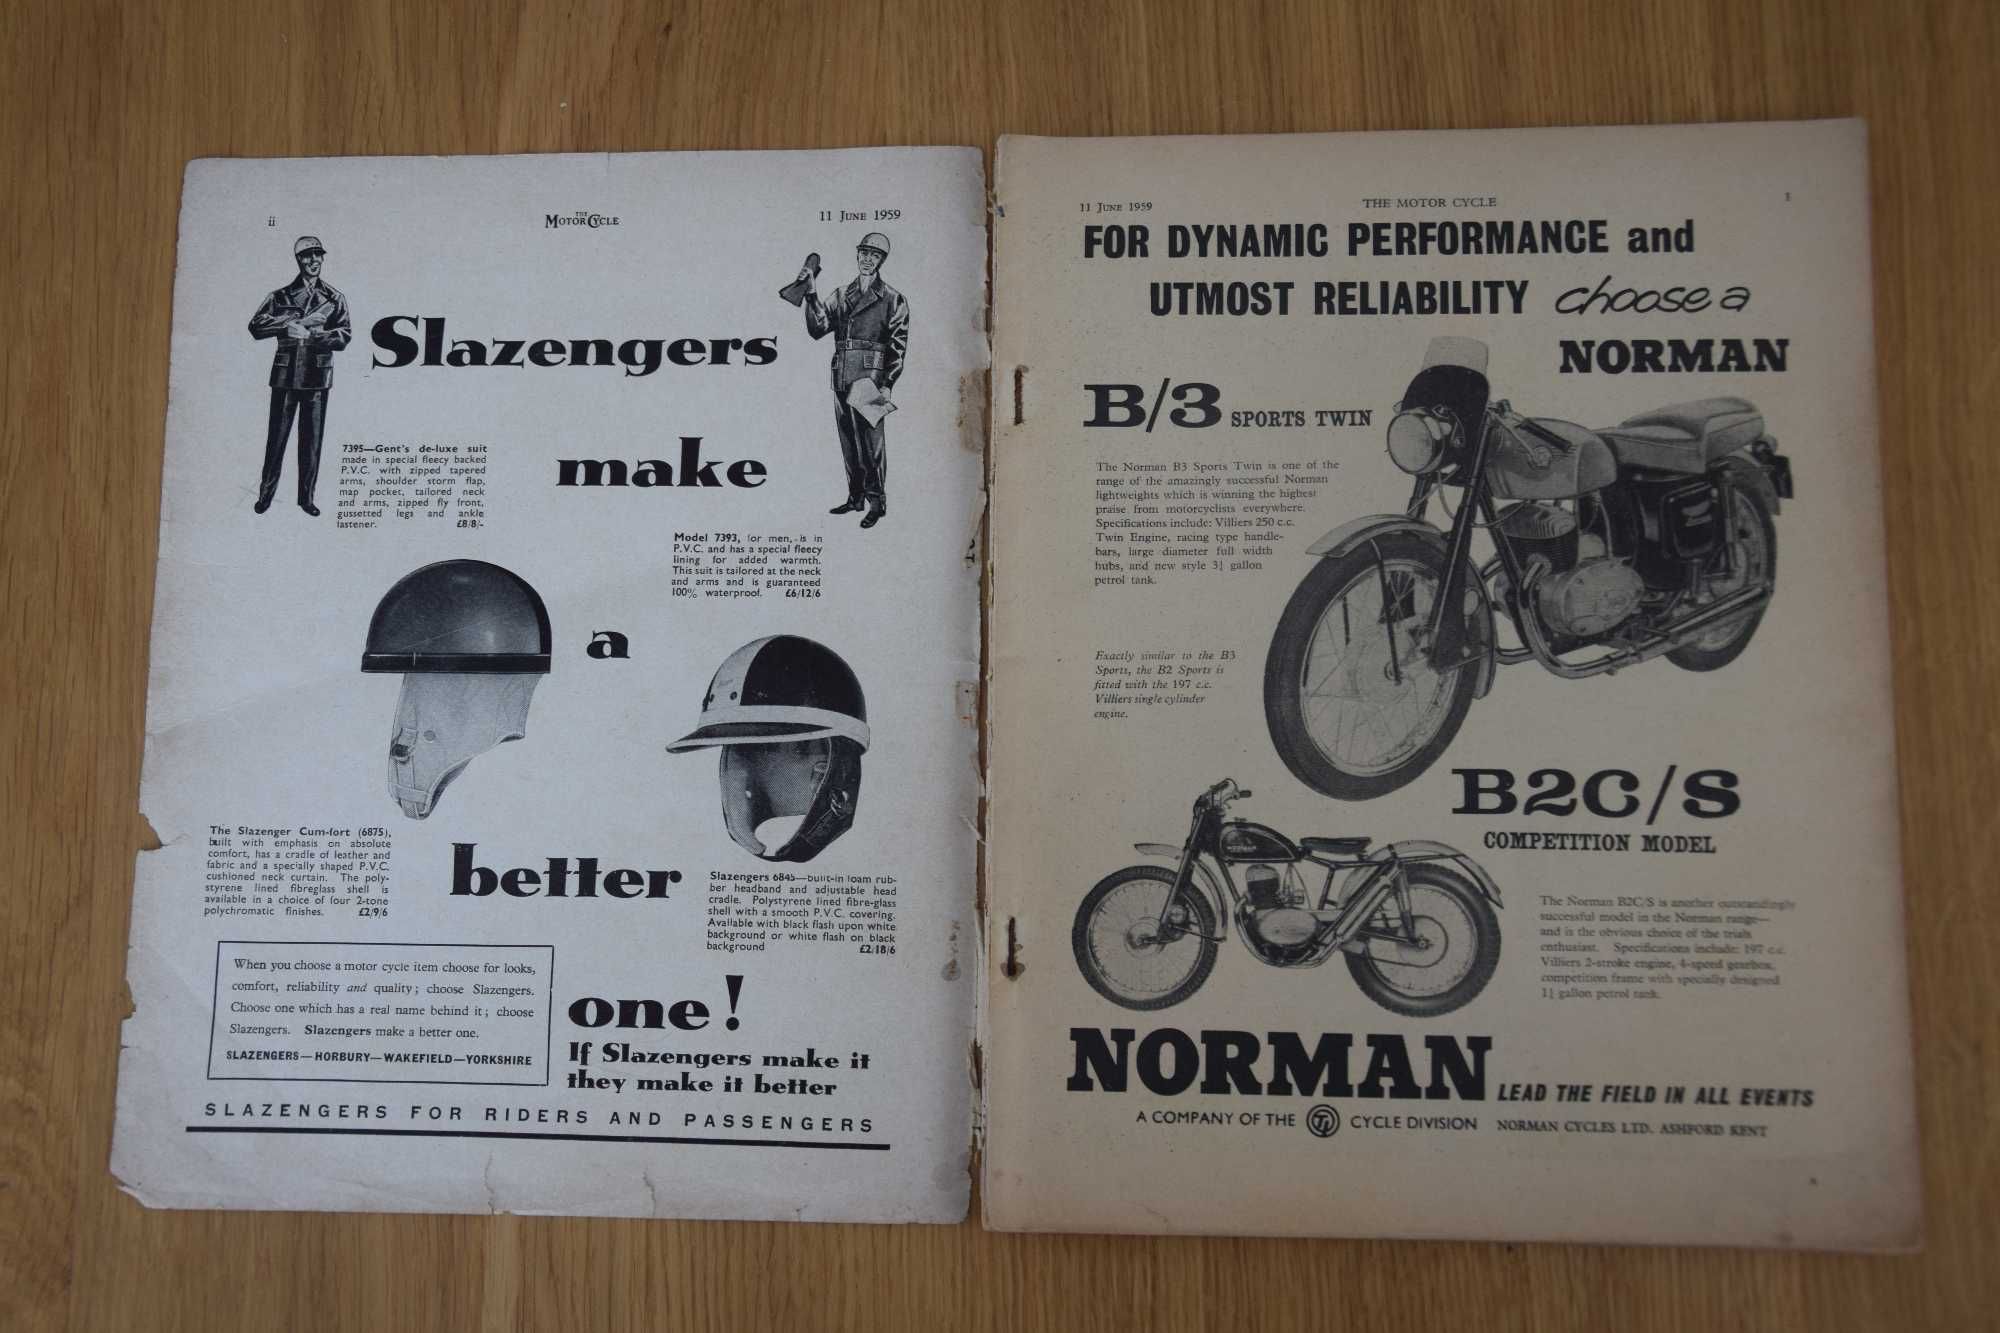 ii
THE
MOTOR CYCLE
11 JUNE 1959
Slazengers
7395—Gent's de-luxe suit
made in special fleecy backed
P.V.C. with zipped tapered
arms, shoulder storm flap,
map pocket, tailored neck
and arms, zipped fly front,
gussetted legs and ankle
fastener. £8/8/-
make
Model 7393, for men, is in
P.V.C. and has a special fleecy
lining for added warmth.
This suit is tailored at the neck
and arms and is guaranteed
100% waterproof. £6/12/6
a
The Slazenger Cum-fort (6875),
built with emphasis on absolute
comfort, has a cradle of leather and
fabric and a specially shaped P.V.C.
cushioned neck curtain. The poly-
styrene lined fibreglass shell is
available in a choice of four 2-tone
polychromatic finishes. £2/9/6
better
Slazengers 6845—built-in foam rub-
ber headband and adjustable head
cradle. Polystyrene lined fibre-glass
shell with a smooth P.V.C. covering.
Available with black flash upon white
background or white flash on black
background £2/18/6
When you choose a motor cycle item choose for looks,
comfort, reliability and quality; choose Slazengers.
Choose one which has a real name behind it; choose
Slazengers. Slazengers make a better one.
SLAZENGERS—HORBURY—WAKEFIELD—YORKSHIRE
one!
If Slazengers make it
they make it better
SLAZENGERS FOR RIDERS AND PASSENGERS
11 JUNE 1959
THE MOTOR CYCLE
1
FOR DYNAMIC PERFORMANCE and
UTMOST RELIABILITY choose a
NORMAN
B/3 SPORTS TWIN
The Norman B3 Sports Twin is one of the
range of the amazingly successful Norman
lightweights which is winning the highest
praise from motorcyclists everywhere.
Specifications include: Villiers 250 c.c.
Twin Engine, racing type handle-
bars, large diameter full width
hubs, and new style 3¼ gallon
petrol tank.
Exactly similar to the B3
Sports, the B2 Sports is
fitted with the 197 c.c.
Villiers single cylinder
engine.
B2C/S
COMPETITION MODEL
NORMAN
The Norman B2C/S is another outstandingly
successful model in the Norman range—
and is the obvious choice of the trials
enthusiast. Specifications include: 197 c.c.
Villiers 2-stroke engine, 4-speed gearbox,
competition frame with specially designed
gallon petrol tank.
NORMAN LEAD THE FIELD IN ALL EVENTS
A COMPANY OF THE TI CYCLE DIVISION NORMAN CYCLES LTD. ASHFORD KENT